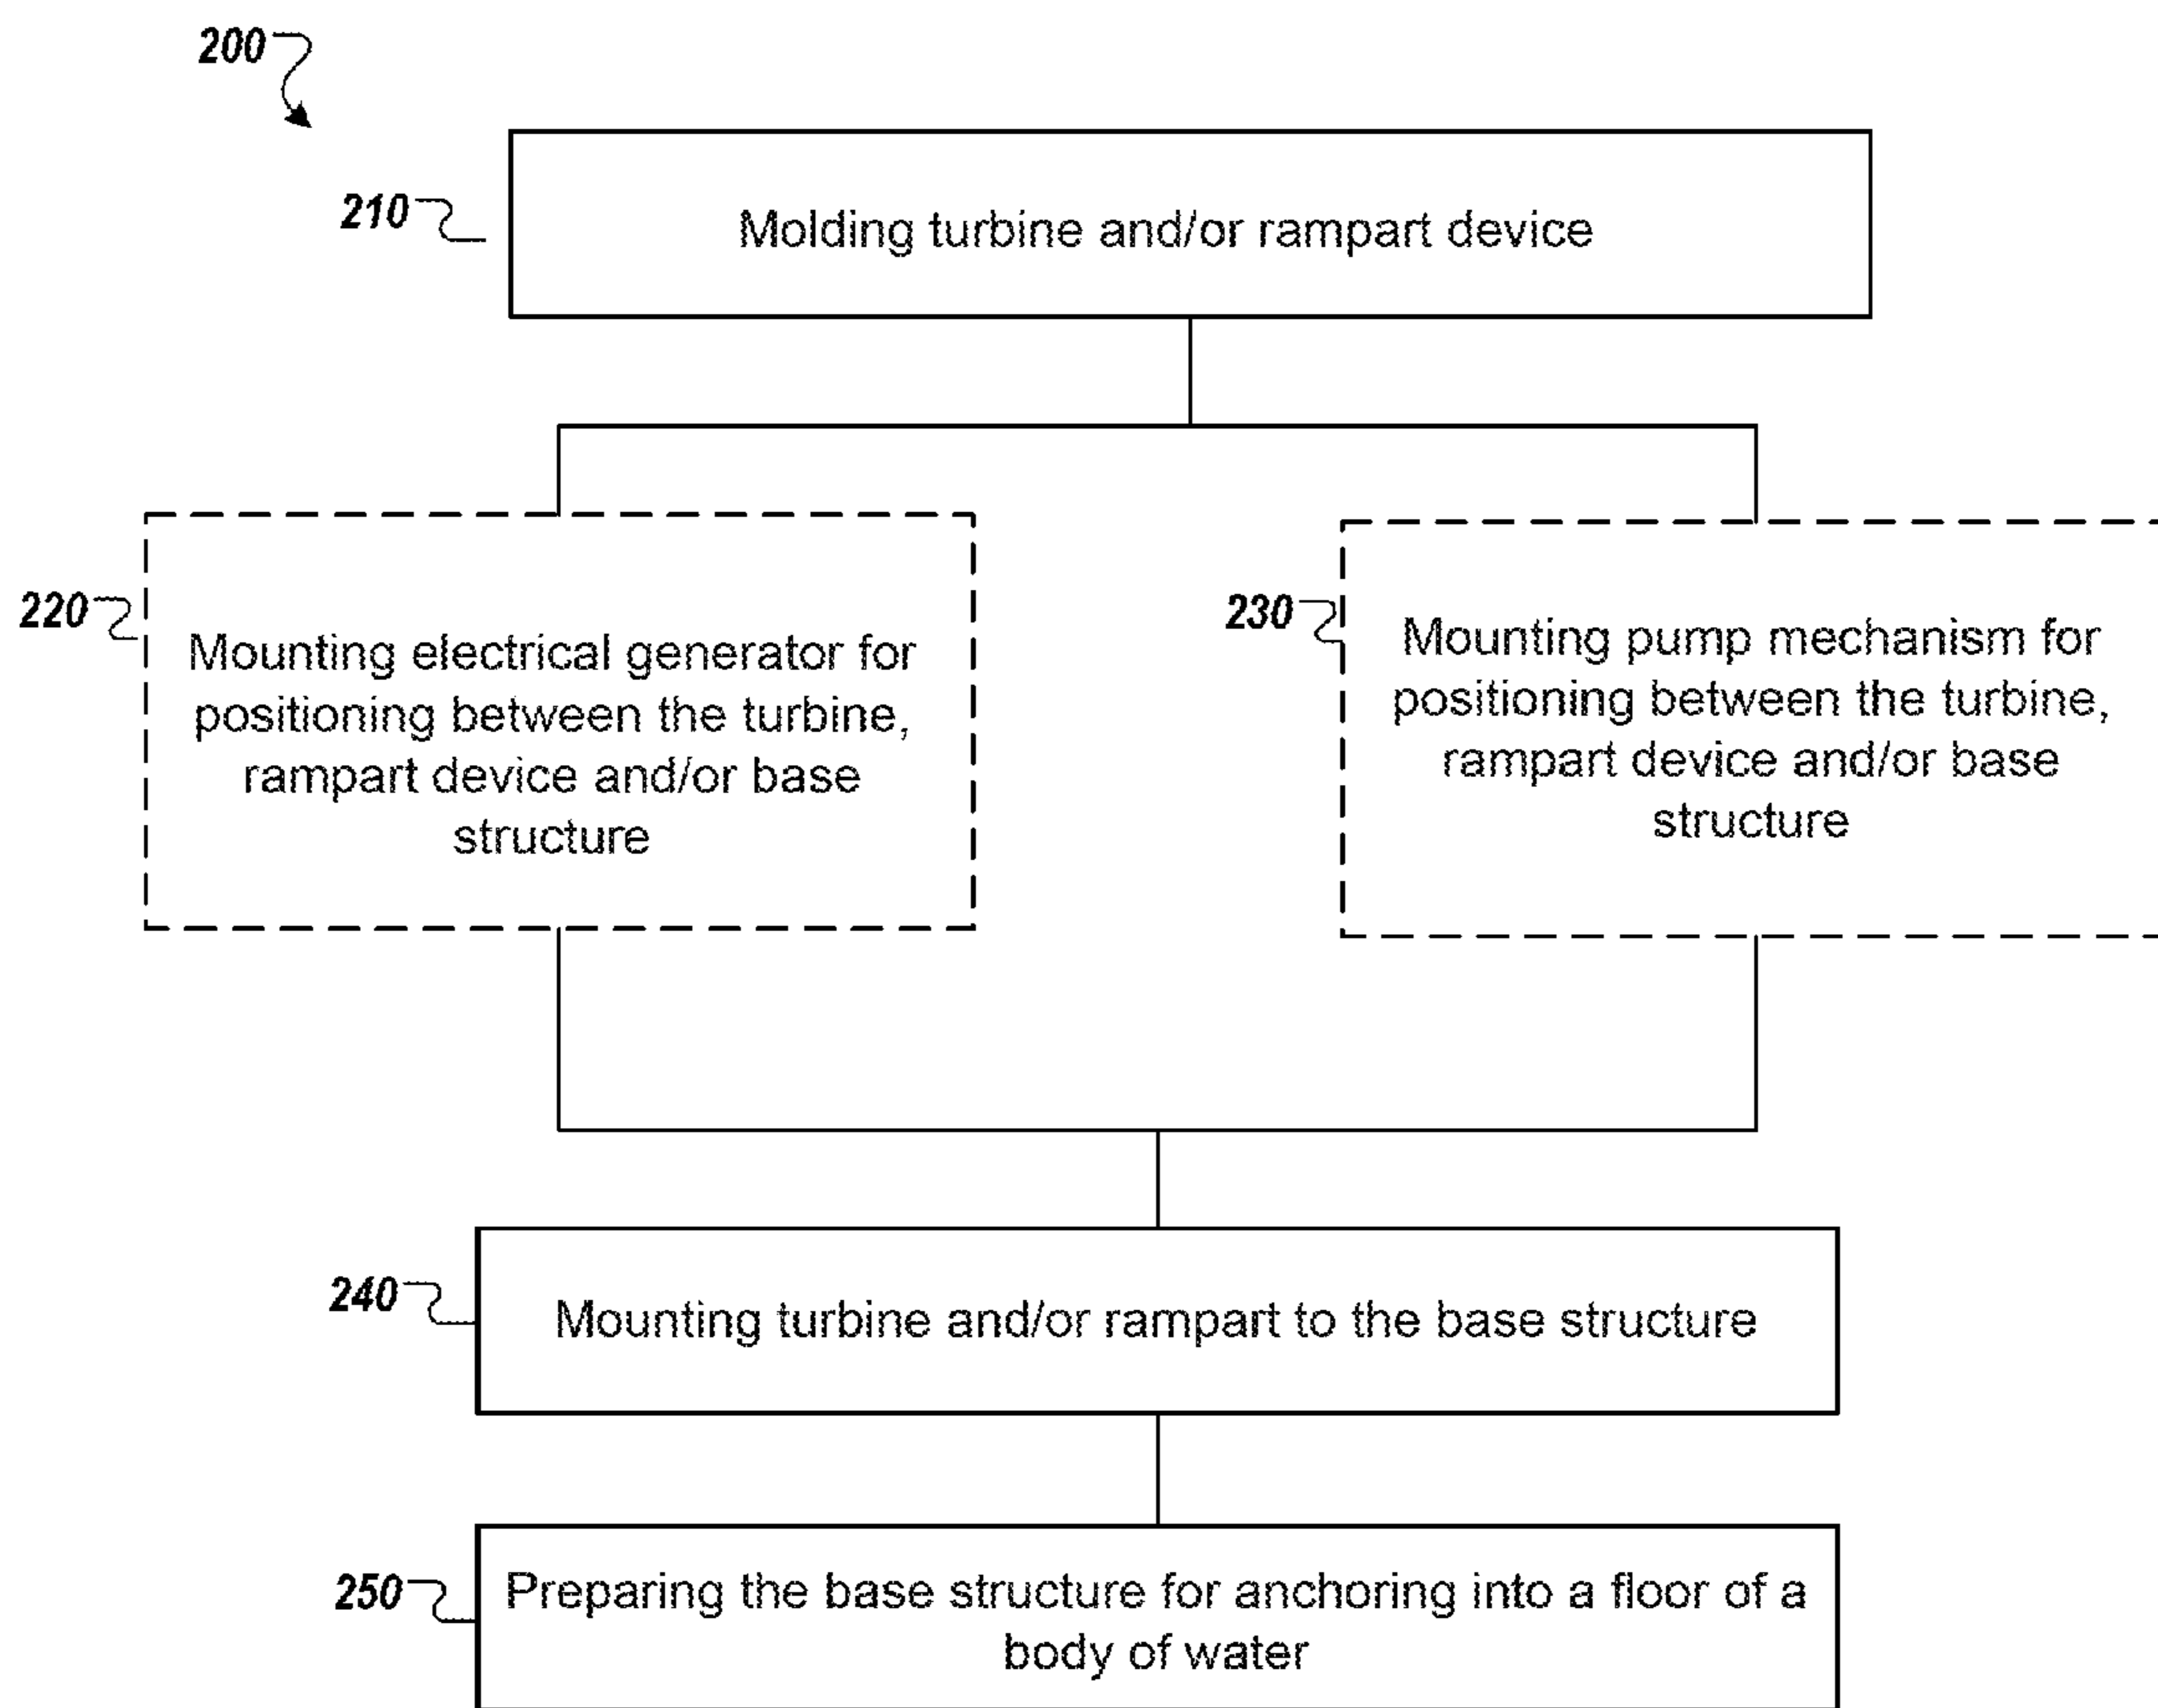 200
210
Molding turbine and/or rampart device
220
Mounting electrical generator for
positioning between the turbine,
rampart device and/or base
structure
230
Mounting pump mechanism for
positioning between the turbine,
rampart device and/or base
structure
240
Mounting turbine and/or rampart to the base structure
250
Preparing the base structure for anchoring into a floor of a
body of water